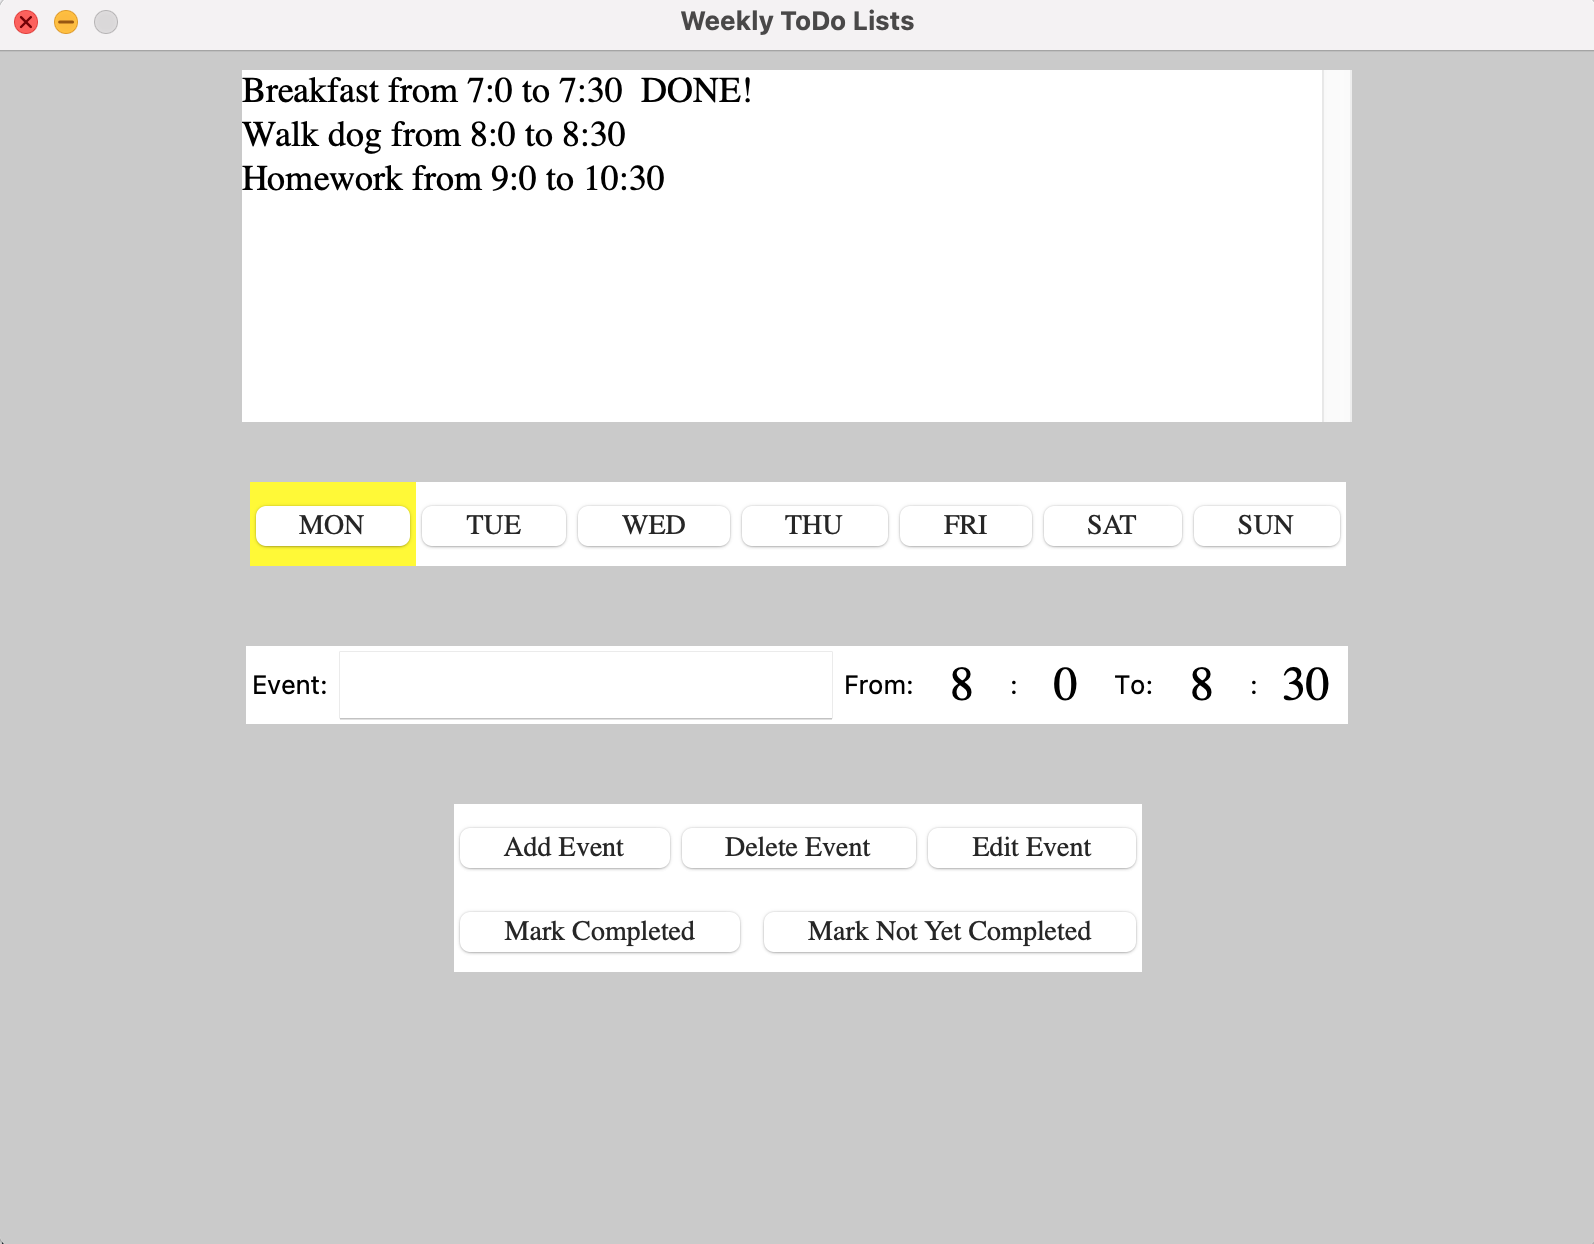 Weekly ToDo Lists
Breakfast from 7:0 to 7:30  DONE!
Walk dog from 8:0 to 8:30
Homework from 9:0 to 10:30
MON TUE WED THU FRI SAT SUN
Event: From: 8 : 0 To: 8 : 30
Add Event Delete Event Edit Event
Mark Completed Mark Not Yet Completed